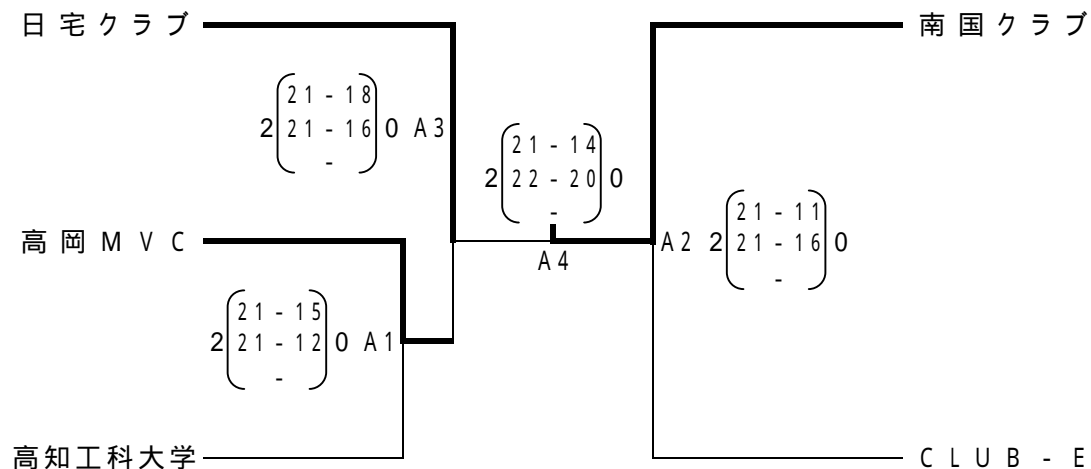 日宅クラブ
南国クラブ
21-18
2 21-16 0 A3
-
21-14
2 22-20 0
-
A4
高岡MVC
21-11
A2 2 21-16 0
-
21-15
2 21-12 0 A1
-
高知工科大学
CLUB-E